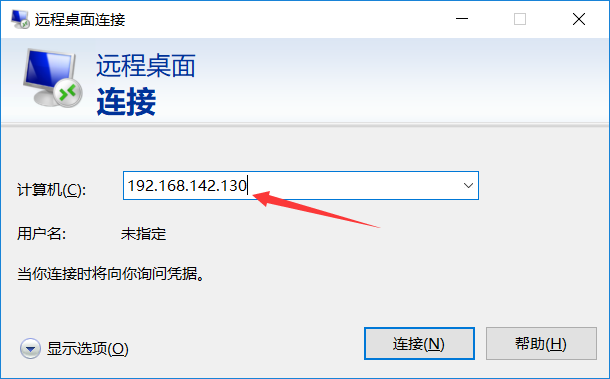 远程桌面连接
远程桌面
连接
计算机(C): 192.168.142.130
用户名: 未指定
当你连接时将向你询问凭据。
显示选项(O) 连接(N) 帮助(H)